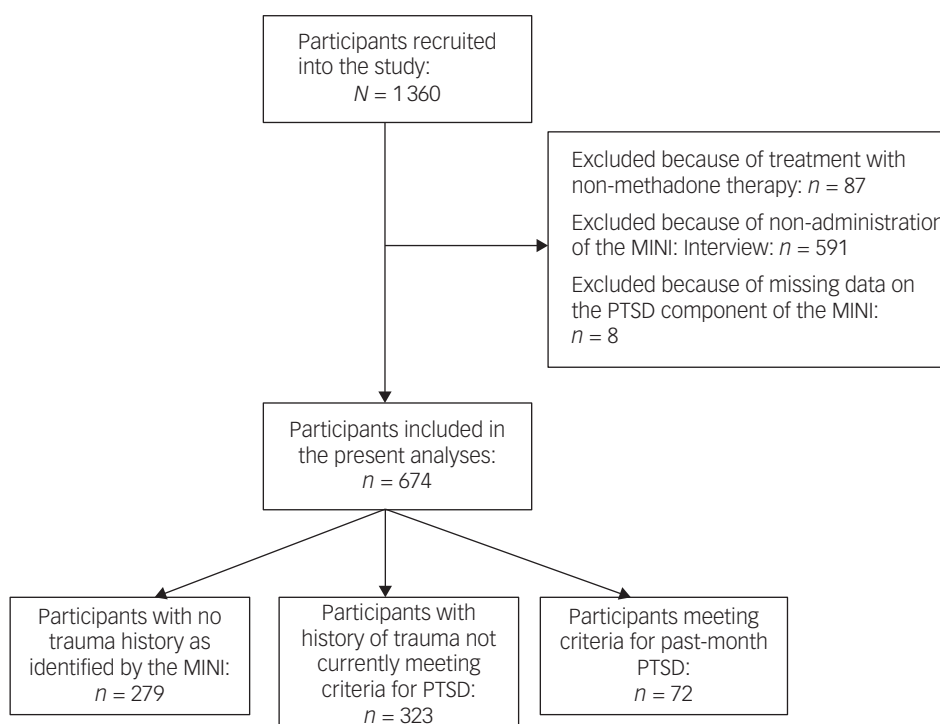 Participants recruited
into the study:
N = 1360
Excluded because of treatment with
non-methadone therapy: n = 87
Excluded because of non-administration
of the MINI: Interview: n = 591
Excluded because of missing data on
the PTSD component of the MINI:
n = 8
Participants included in
the present analyses:
n = 674
Participants with no
trauma history as
identified by the MINI:
n = 279
Participants with
history of trauma not
currently meeting
criteria for PTSD:
n = 323
Participants meeting
criteria for past-month
PTSD:
n = 72